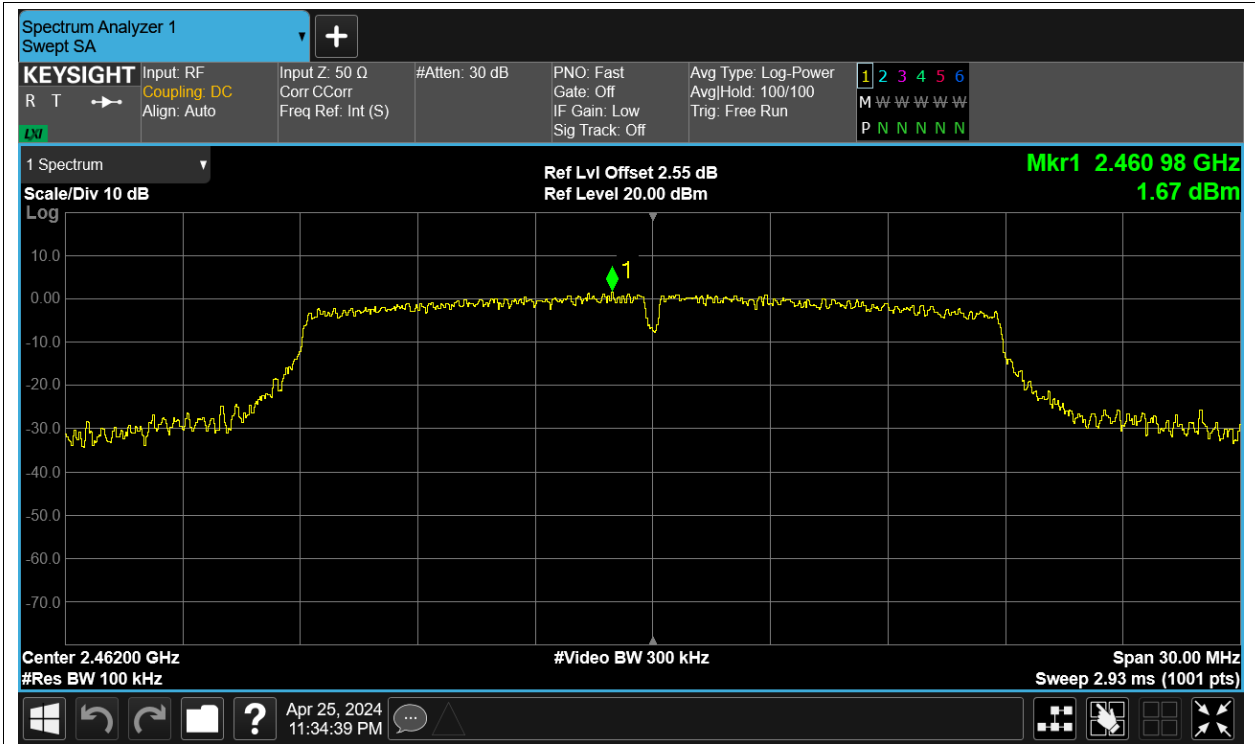 Spectrum Analyzer 1
Swept SA
KEYSIGHT
R T
LXI
Input: RF
Coupling: DC
Align: Auto
Input Z: 50 Ω
Corr CCorr
Freq Ref: Int (S)
#Atten: 30 dB
PNO: Fast
Gate: Off
IF Gain: Low
Sig Track: Off
Avg Type: Log-Power
Avg|Hold: 100/100
Trig: Free Run
1 2 3 4 5 6
M W W W W W
P N N N N N
1 Spectrum
Scale/Div 10 dB
Log
Ref Lvl Offset 2.55 dB
Ref Level 20.00 dBm
Mkr1 2.460 98 GHz
1.67 dBm
10.0
0.00
-10.0
-20.0
-30.0
-40.0
-50.0
-60.0
-70.0
1
Center 2.46200 GHz
#Res BW 100 kHz
#Video BW 300 kHz
Span 30.00 MHz
Sweep 2.93 ms (1001 pts)
?
Apr 25, 2024
11:34:39 PM